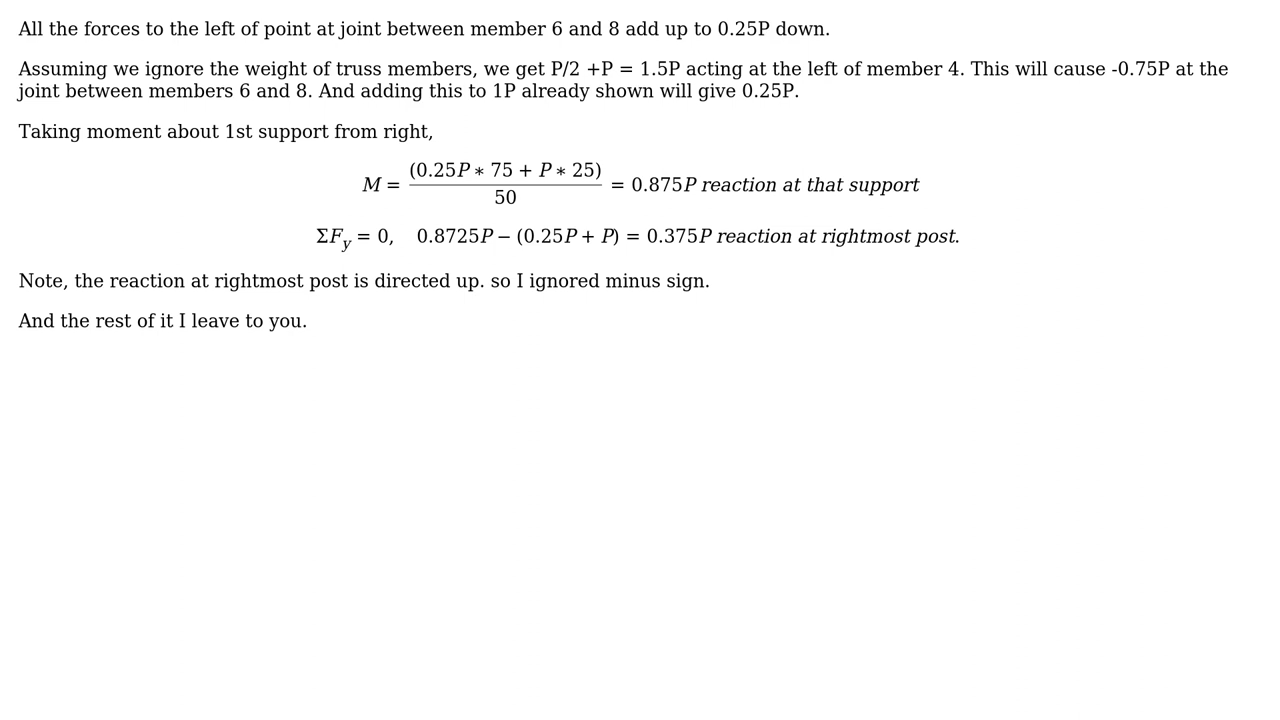 All the forces to the left of point at joint between member 6 and 8 add up to 0.25P down.
Assuming we ignore the weight of truss members, we get P/2 +P = 1.5P acting at the left of member 4. This will cause -0.75P at the
joint between members 6 and 8. And adding this to 1P already shown will give 0.25P.
Taking moment about 1st support from right,
M = (0.25P ∗ 75 + P ∗ 25) / 50 = 0.875P reaction at that support
ΣF_y = 0, 0.8725P − (0.25P + P) = 0.375P reaction at rightmost post.
Note, the reaction at rightmost post is directed up. so I ignored minus sign.
And the rest of it I leave to you.